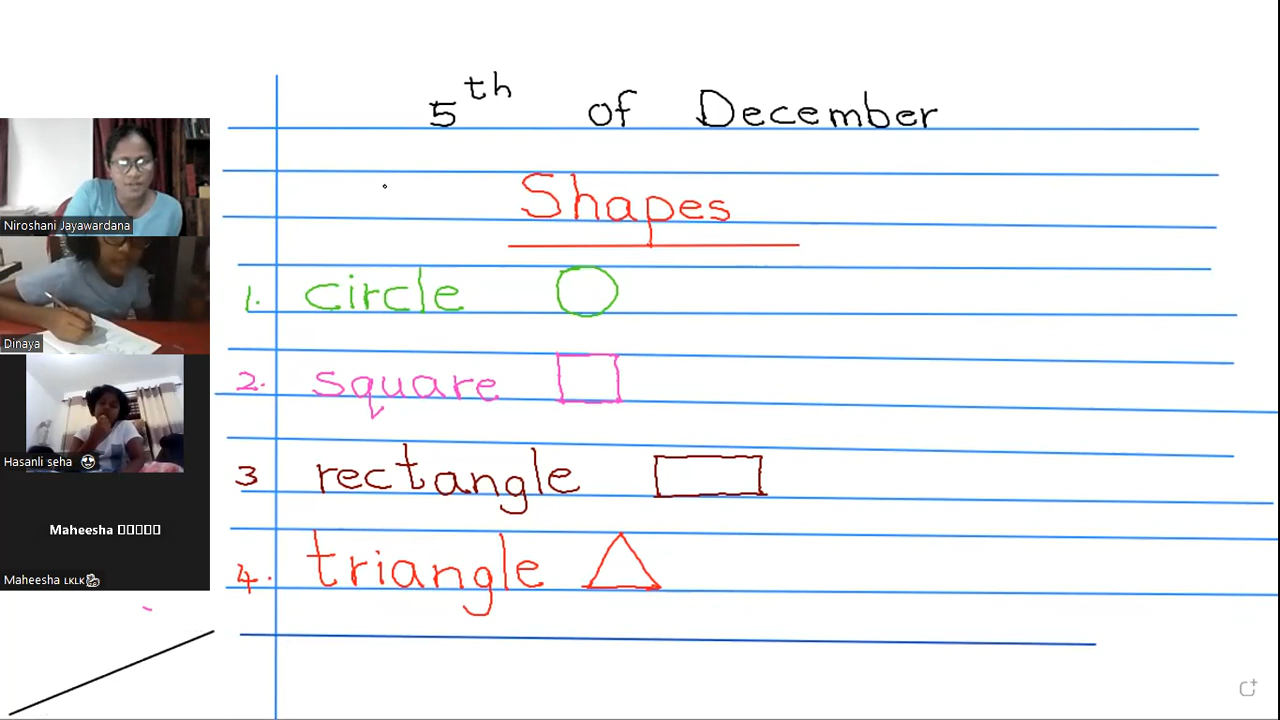 5th of December
Shapes
1. circle
2. square
3 rectangle
4. triangle
Niroshani Jayawardana
Dinaya
Hasanli seha 😍
Maheesha
Maheesha LKLK